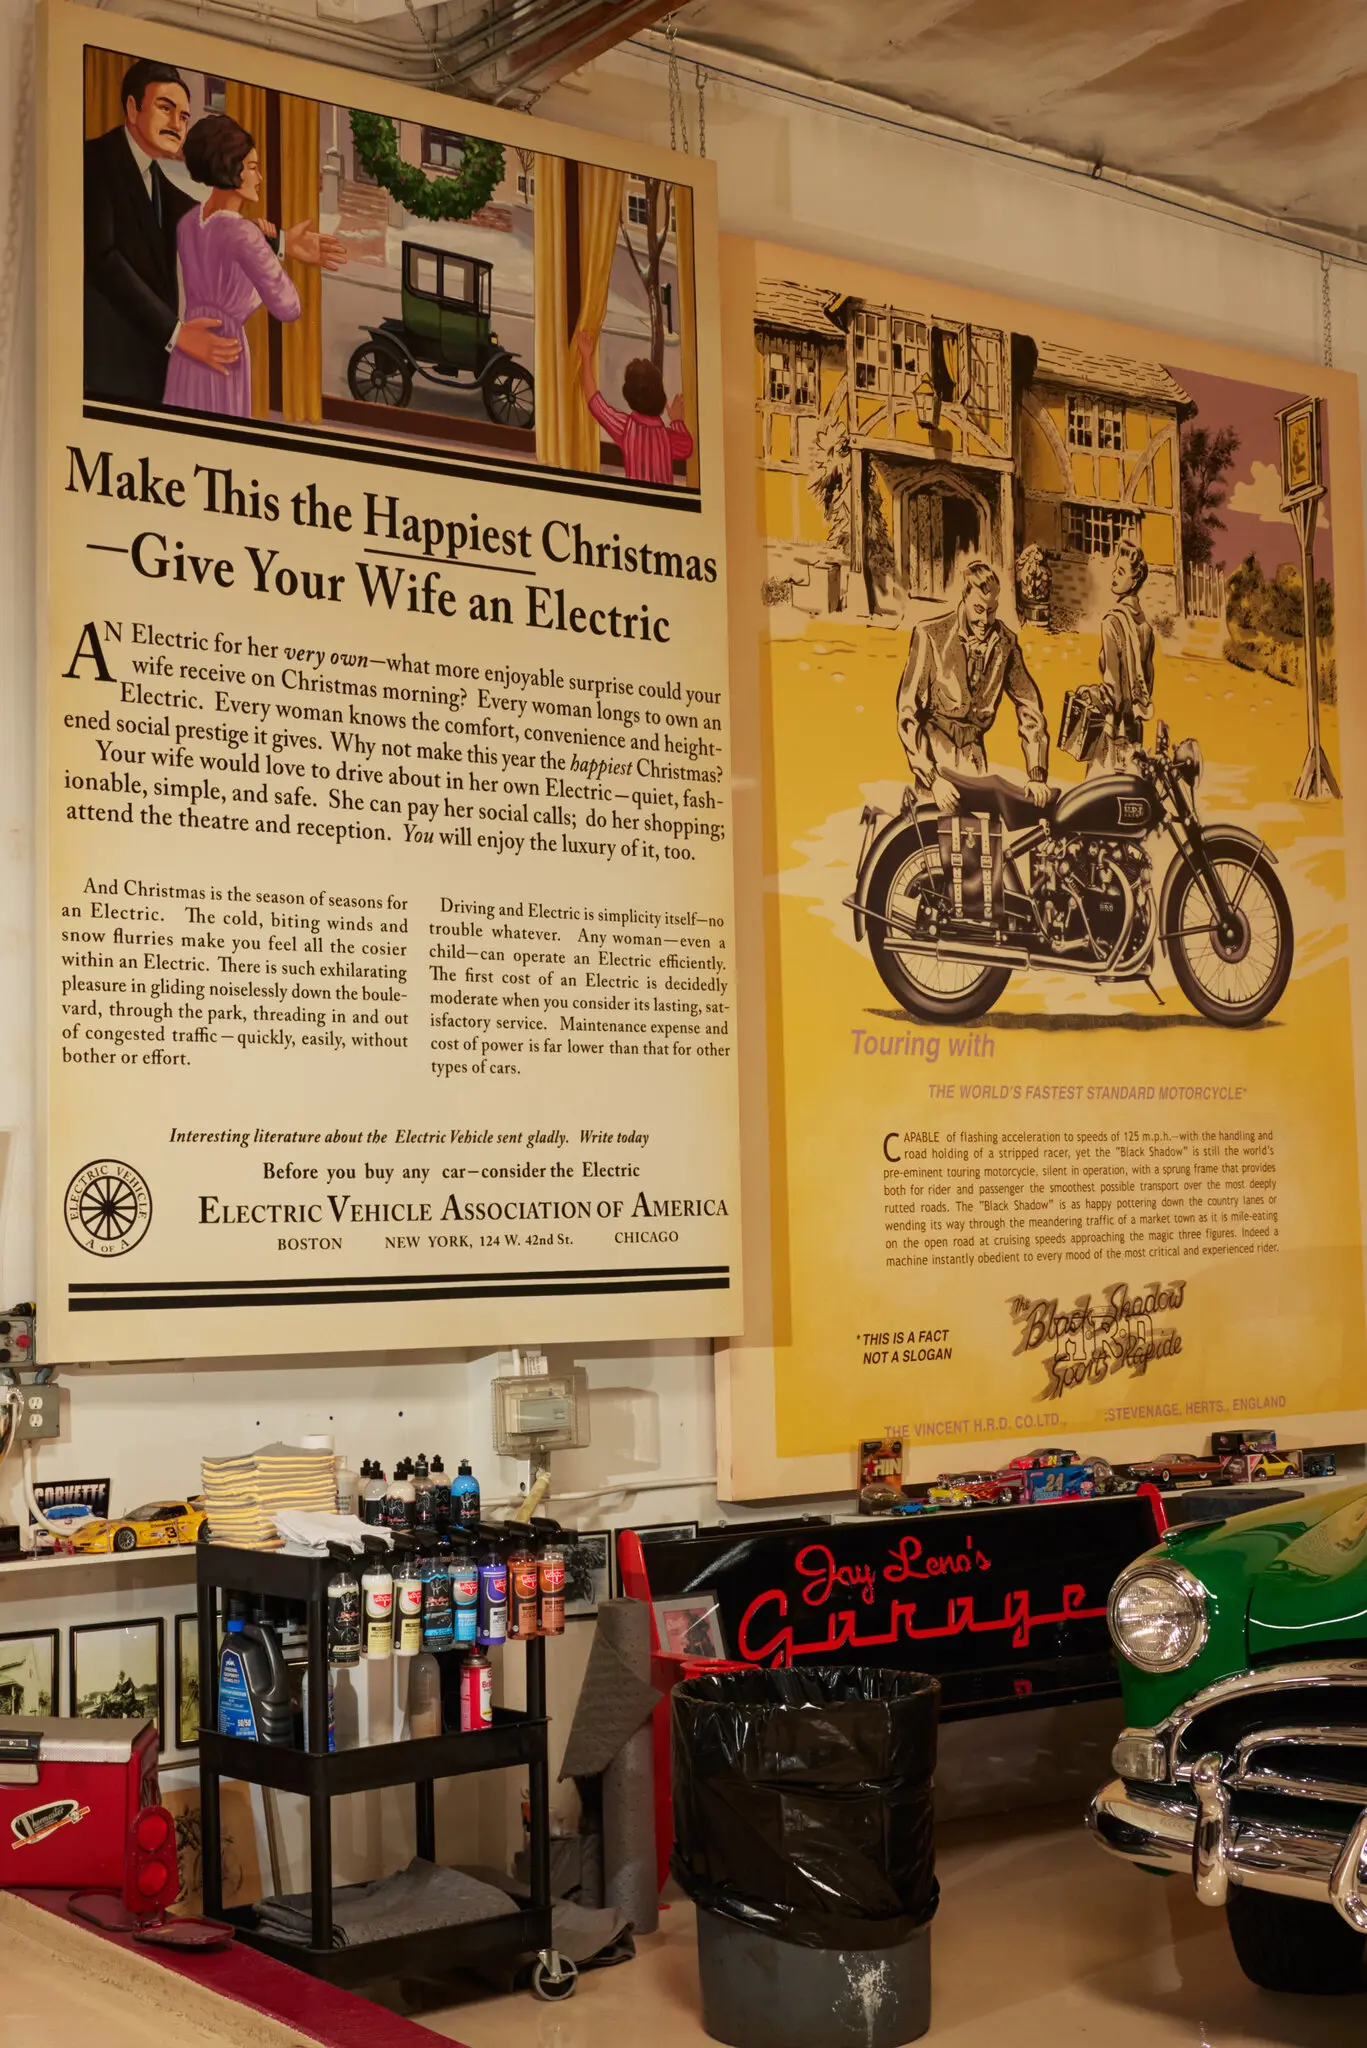 Make This the Happiest Christmas
—Give Your Wife an Electric
AN Electric for her very own—what more enjoyable surprise could your
wife receive on Christmas morning? Every woman longs to own an
Electric. Every woman knows the comfort, convenience and height-
ened social prestige it gives. Why not make this year the happiest Christmas?
Your wife would love to drive about in her own Electric—quiet, fash-
ionable, simple, and safe. She can pay her social calls; do her shopping;
attend the theatre and reception. You will enjoy the luxury of it, too.
And Christmas is the season of seasons for
an Electric. The cold, biting winds and
snow flurries make you feel all the cosier
within an Electric. There is such exhilarating
pleasure in gliding noiselessly down the boule-
vard, through the park, threading in and out
of congested traffic—quickly, easily, without
bother or effort.
Driving and Electric is simplicity itself—no
trouble whatever. Any woman—even a
child—can operate an Electric efficiently.
The first cost of an Electric is decidedly
moderate when you consider its lasting, sat-
isfactory service. Maintenance expense and
cost of power is far lower than that for other
types of cars.
Interesting literature about the Electric Vehicle sent gladly. Write today
Before you buy any car—consider the Electric
ELECTRIC VEHICLE ASSOCIATION OF AMERICA
BOSTON NEW YORK, 124 W. 42nd St. CHICAGO
ELECTRIC VEHICLE
A OF A
Touring with
THE WORLD'S FASTEST STANDARD MOTORCYCLE*
CAPABLE of flashing acceleration to speeds of 125 m.p.h.—with the handling and
road holding of a stripped racer, yet the "Black Shadow" is still the world's
pre-eminent touring motorcycle, silent in operation, with a sprung frame that provides
both for rider and passenger the smoothest possible transport over the most deeply
rutted roads. The "Black Shadow" is as happy pottering down the country lanes or
wending its way through the meandering traffic of a market town as it is mile-eating
on the open road at cruising speeds approaching the magic three figures. Indeed a
machine instantly obedient to every mood of the most critical and experienced rider.
*THIS IS A FACT
NOT A SLOGAN
The Black Shadow
H·R·D
Sports Rapide
THE VINCENT H.R.D. CO.LTD., :STEVENAGE, HERTS., ENGLAND
CORVETTE
3
24
Jay Leno's
Garage
50/50